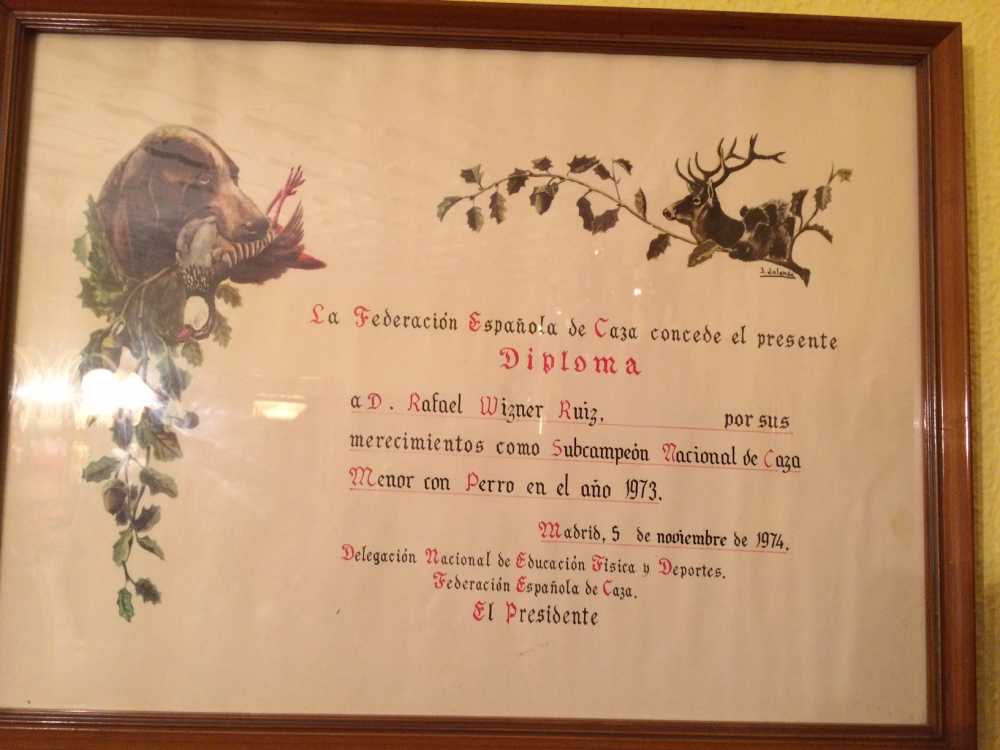 J. Lalanda
La Federación Española de Caza concede el presente
Diploma
a D. Rafael Wizner Ruiz, por sus
merecimientos como Subcampeón Nacional de Caza
Menor con Perro en el año 1973.
Madrid, 5 de noviembre de 1974.
Delegación Nacional de Educación Física y Deportes.
Federación Española de Caza.
El Presidente